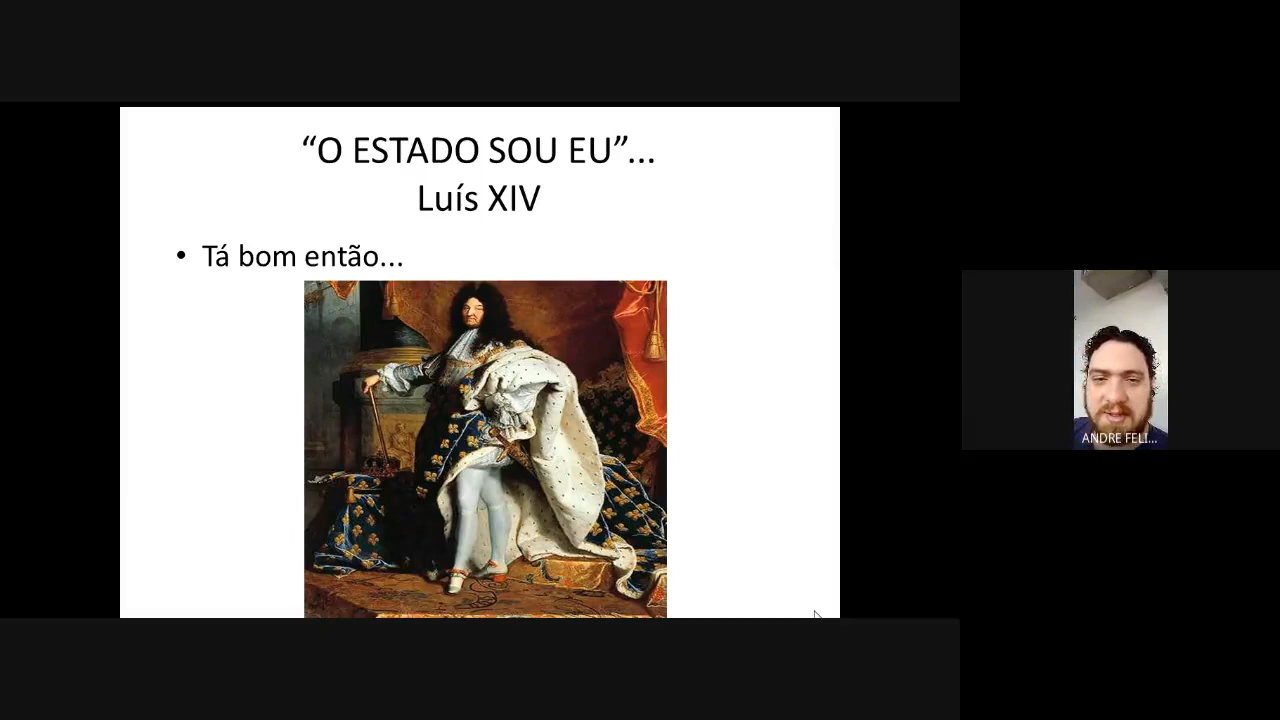 “O ESTADO SOU EU”...
Luís XIV
• Tá bom então...
ANDRE FELI...